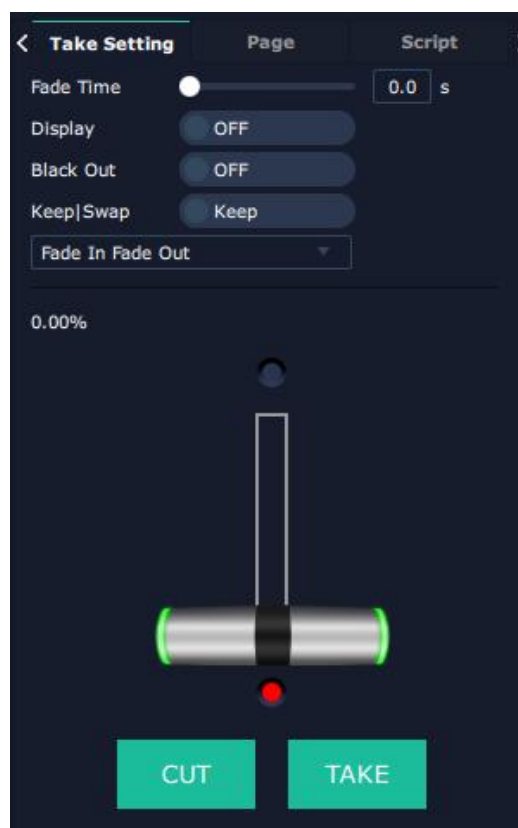 Take Setting Page Script
Fade Time 0.0 s
Display OFF
Black Out OFF
Keep|Swap Keep
Fade In Fade Out
0.00%
CUT TAKE